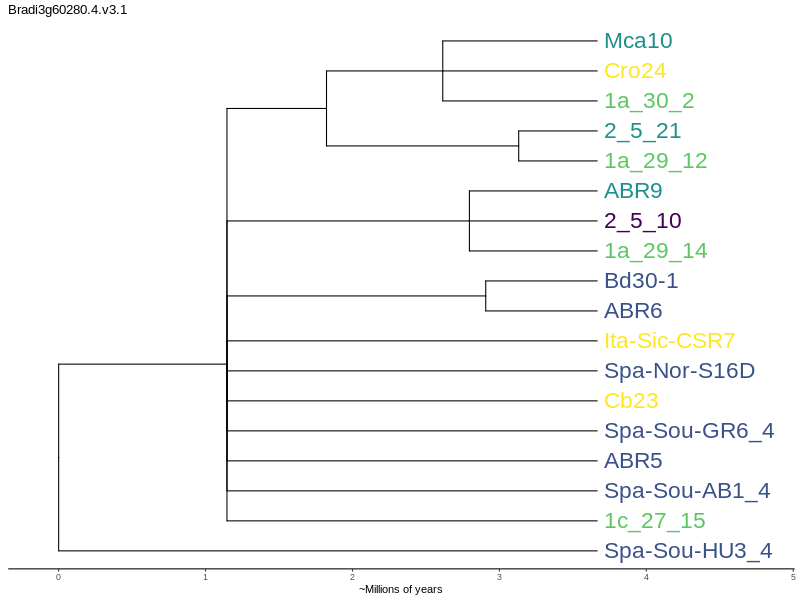 Bradi3g60280.4.v3.1
Mca10
Cro24
1a_30_2
2_5_21
1a_29_12
ABR9
2_5_10
1a_29_14
Bd30-1
ABR6
Ita-Sic-CSR7
Spa-Nor-S16D
Cb23
Spa-Sou-GR6_4
ABR5
Spa-Sou-AB1_4
1c_27_15
Spa-Sou-HU3_4
0 1 2 3 4 5
~Millions of years